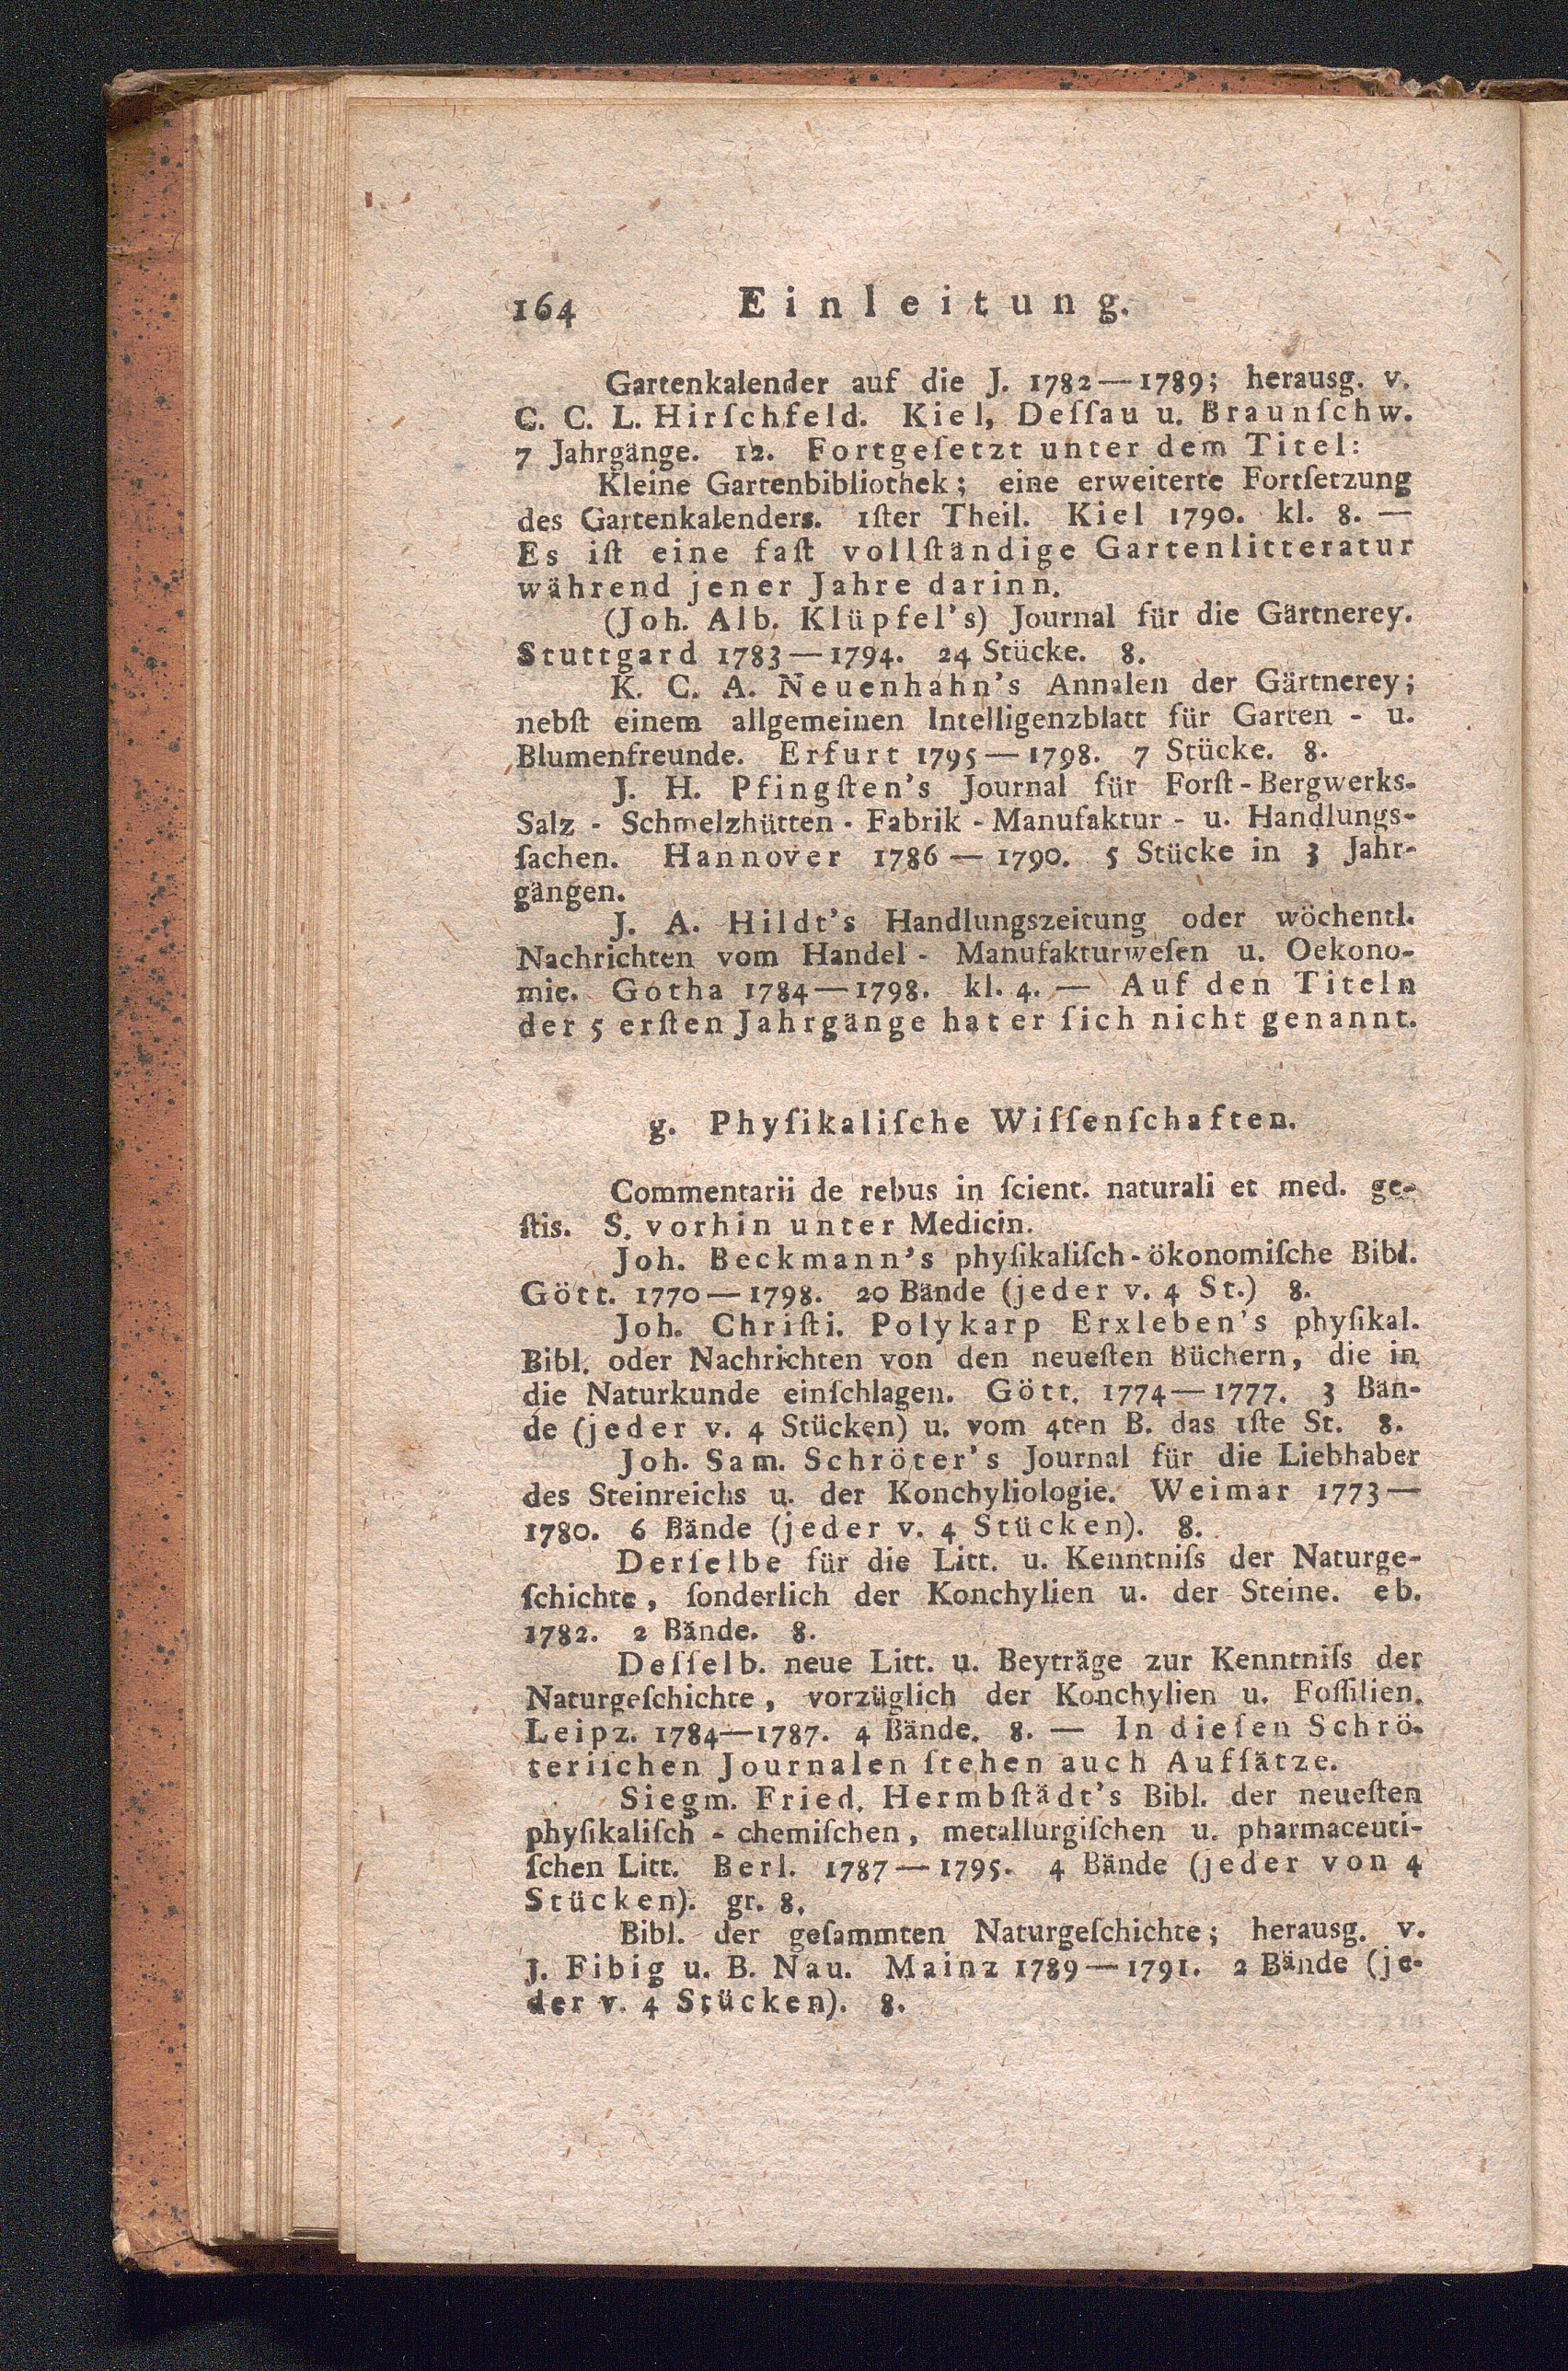 164 Einleitung.
Gartenkalender auf die J. 1782—1789; herausg. v.
C. C. L. Hirſchfeld. Kiel, Deſſau u. Braunſchw.
7 Jahrgänge. 12. Fortgeſetzt unter dem Titel:
Kleine Gartenbibliothek; eine erweiterte Fortſetzung
des Gartenkalenders. 1ſter Theil. Kiel 1790. kl. 8. —
Es iſt eine faſt vollſtändige Gartenlitteratur
während jener Jahre darinn.
(Joh. Alb. Klüpfel's) Journal für die Gärtnerey.
Stuttgard 1783—1794. 24 Stücke. 8.
K. C. A. Neuenhahn's Annalen der Gärtnerey;
nebſt einem allgemeinen Intelligenzblatt für Garten - u.
Blumenfreunde. Erfurt 1795—1798. 7 Stücke. 8.
J. H. Pfingſten's Journal für Forſt-Bergwerks-
Salz - Schmelzhütten - Fabrik - Manufaktur - u. Handlungs-
ſachen. Hannover 1786 — 1790. 5 Stücke in 3 Jahr-
gängen.
J. A. Hildt's Handlungszeitung oder wöchentl.
Nachrichten vom Handel - Manufakturweſen u. Oekono-
mie. Gotha 1784—1798. kl. 4. — Auf den Titeln
der 5 erſten Jahrgänge hat er ſich nicht genannt.
g. Phyſikaliſche Wiſſenſchaften.
Commentarii de rebus in ſcient. naturali et med. ge-
ſtis. S. vorhin unter Medicin.
Joh. Beckmann's phyſikaliſch-ökonomiſche Bibl.
Gött. 1770—1798. 20 Bände (jeder v. 4 St.) 8.
Joh. Chriſti. Polykarp Erxleben's phyſikal.
Bibl. oder Nachrichten von den neueſten Büchern, die in
die Naturkunde einſchlagen. Gött. 1774—1777. 3 Bän-
de (jeder v. 4 Stücken) u. vom 4ten B. das 1ſte St. 8.
Joh. Sam. Schröter's Journal für die Liebhaber
des Steinreichs u. der Konchyliologie. Weimar 1773—
1780. 6 Bände (jeder v. 4 Stücken). 8.
Derſelbe für die Litt. u. Kenntniſs der Naturge-
ſchichte, ſonderlich der Konchylien u. der Steine. eb.
1782. 2 Bände. 8.
Deſſelb. neue Litt. u. Beyträge zur Kenntniſs der
Naturgeſchichte, vorzüglich der Konchylien u. Foſſilien.
Leipz. 1784—1787. 4 Bände. 8. — In dieſen Schrö-
teriſchen Journalen ſtehen auch Aufſätze.
Siegm. Fried. Hermbſtädt's Bibl. der neueſten
phyſikaliſch - chemiſchen, metallurgiſchen u. pharmaceuti-
ſchen Litt. Berl. 1787—1795. 4 Bände (jeder von 4
Stücken). gr. 8.
Bibl. der geſammten Naturgeſchichte; herausg. v.
J. Fibig u. B. Nau. Mainz 1789—1791. 2 Bände (je-
der v. 4 Stücken). 8.